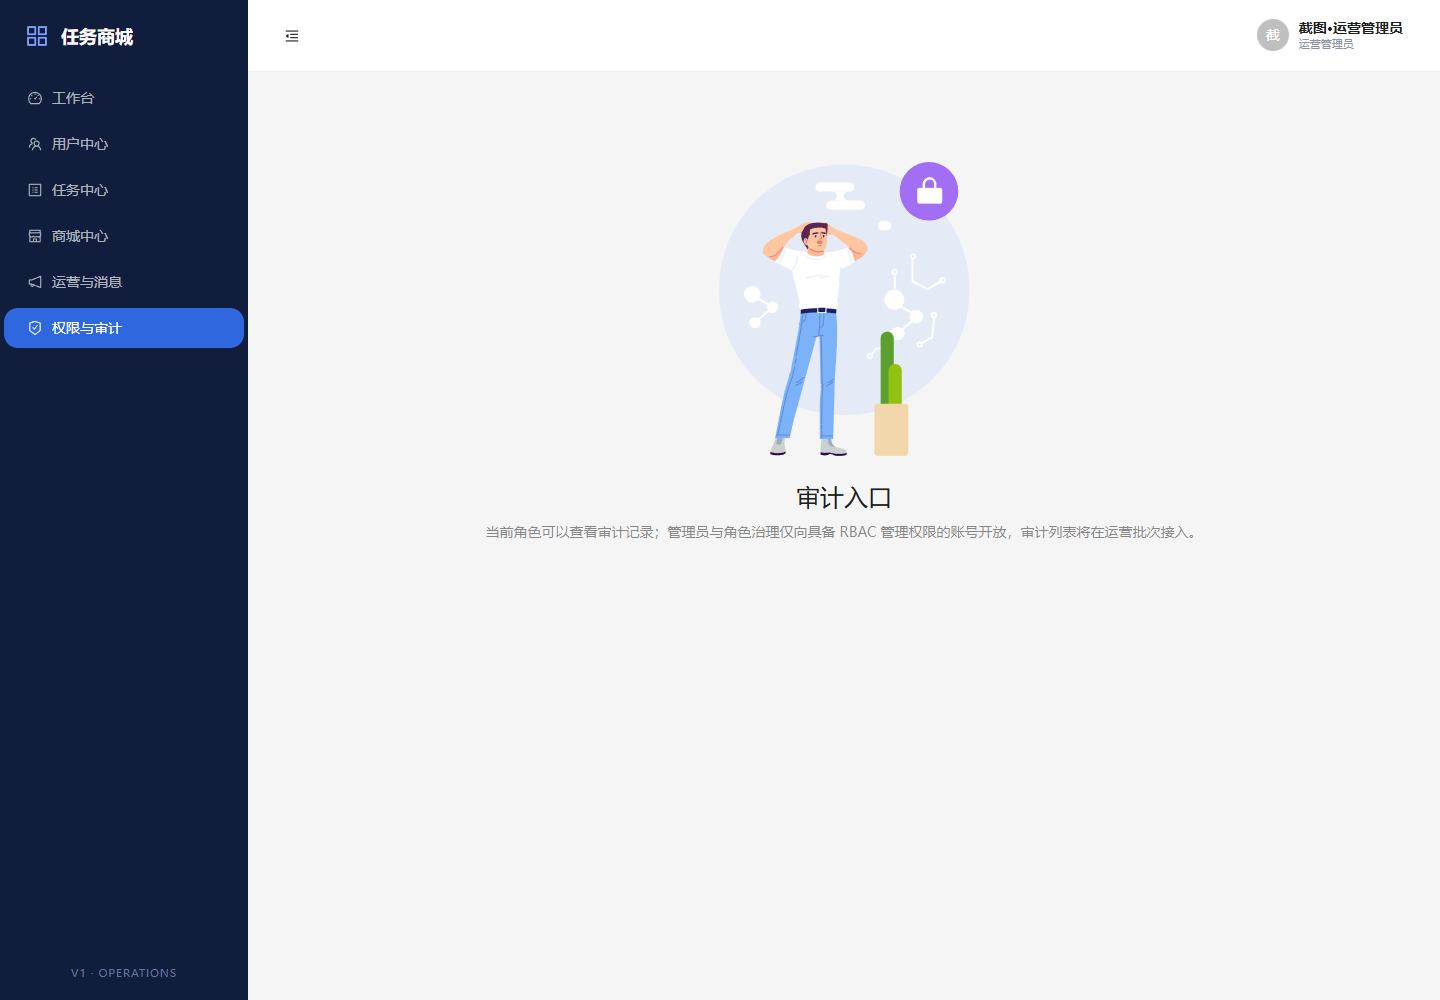 任务商城
工作台
用户中心
任务中心
商城中心
运营与消息
权限与审计
V1 · OPERATIONS
截
截图•运营管理员
运营管理员
审计入口
当前角色可以查看审计记录；管理员与角色治理仅向具备 RBAC 管理权限的账号开放，审计列表将在运营批次接入。